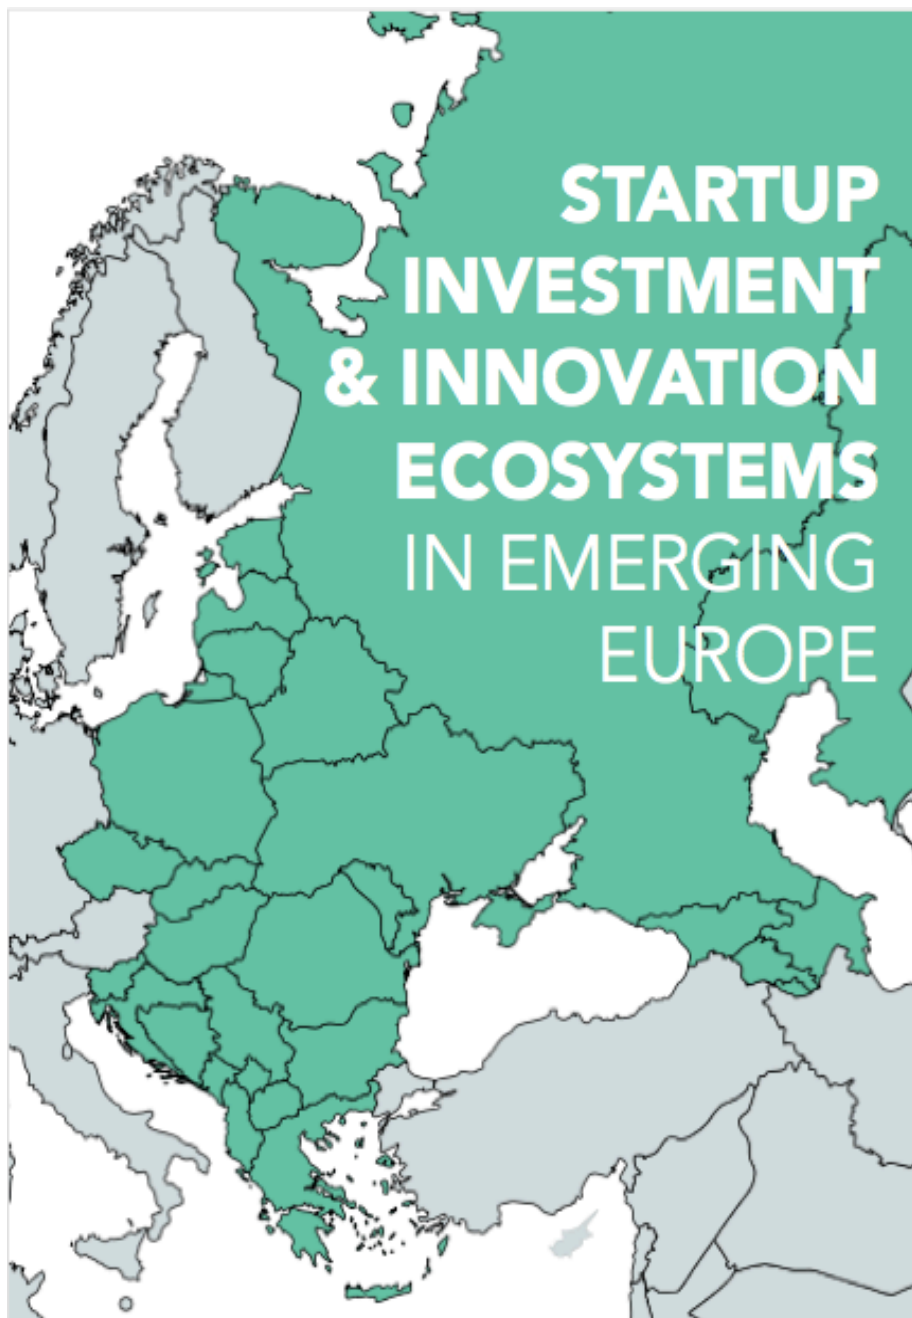 STARTUP
INVESTMENT
& INNOVATION
ECOSYSTEMS
IN EMERGING
EUROPE